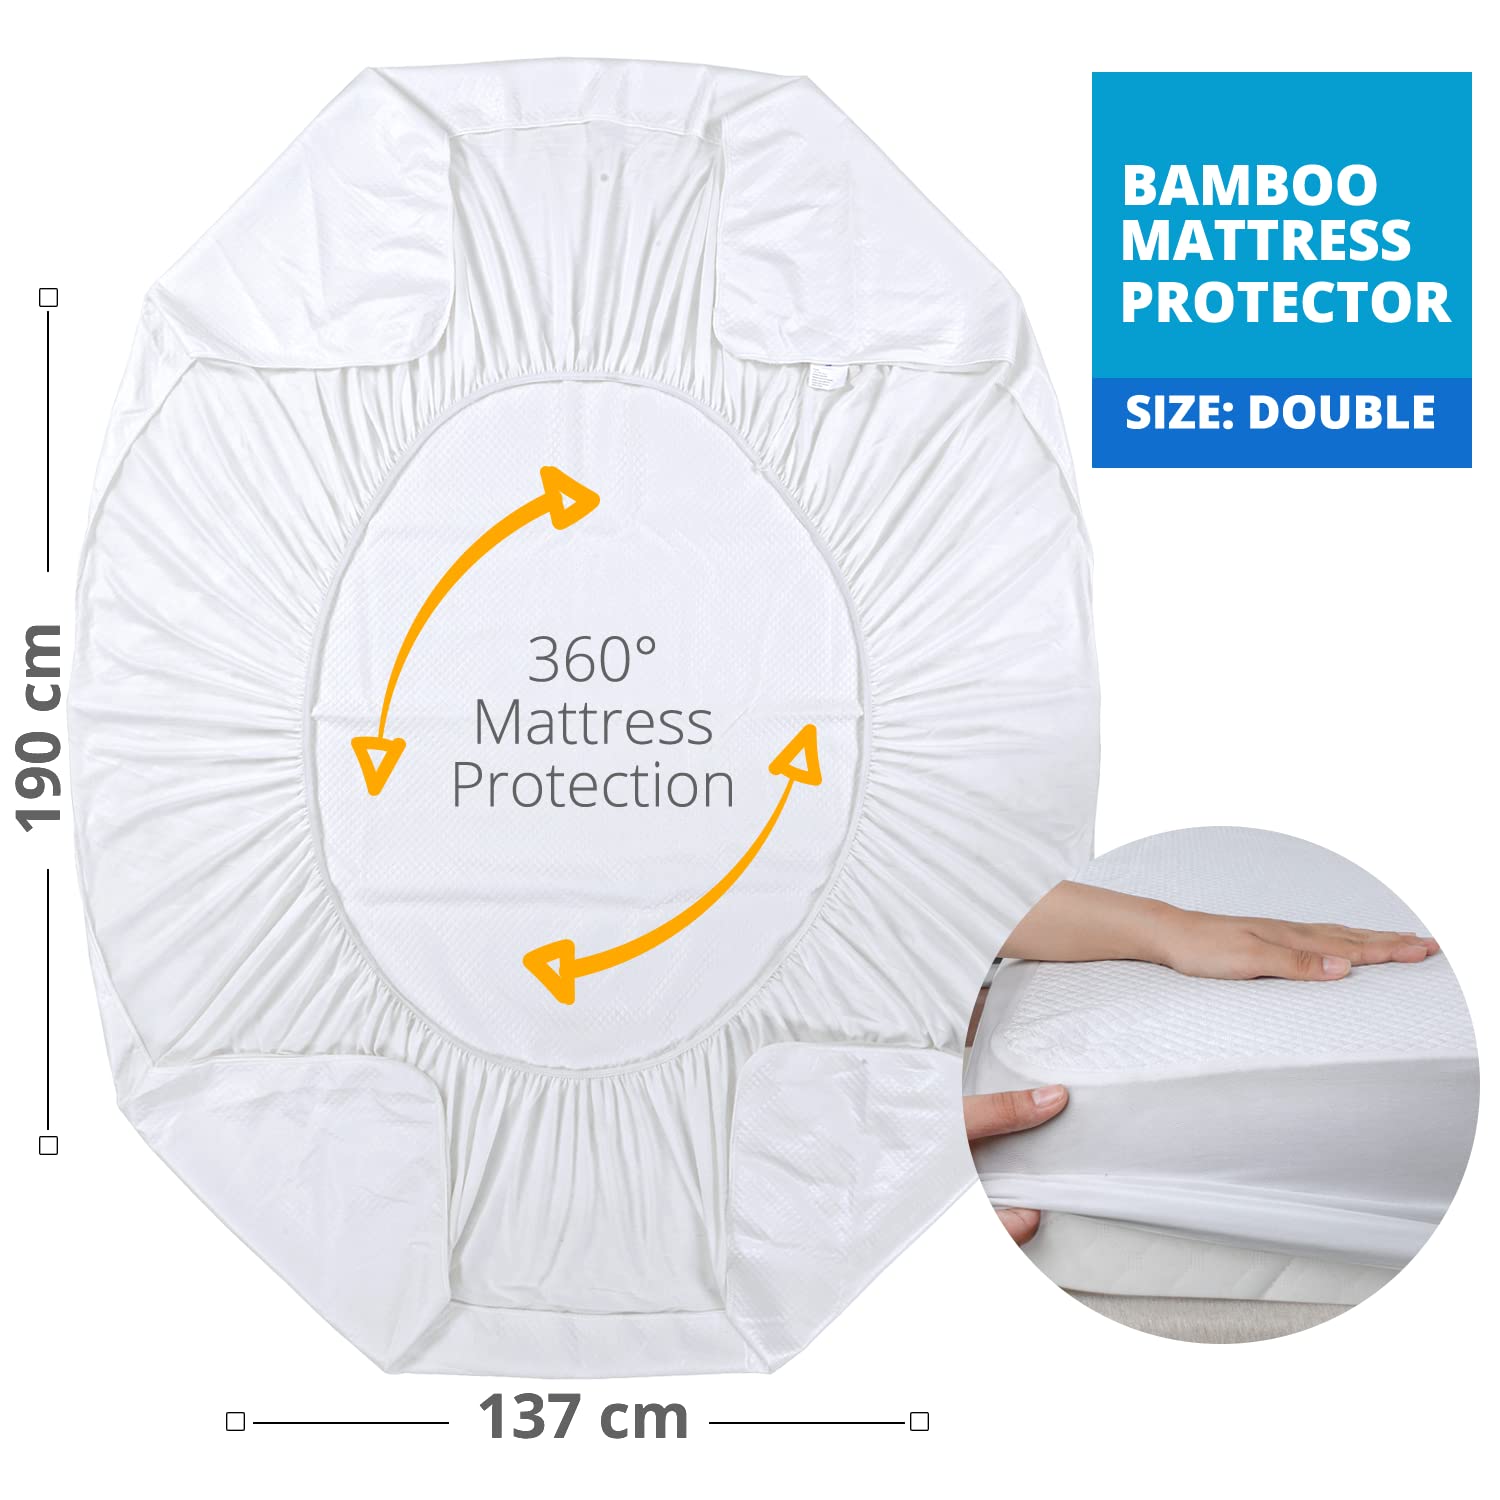 BAMBOO
MATTRESS
PROTECTOR
SIZE: DOUBLE
360°
Mattress
Protection
190 cm
137 cm